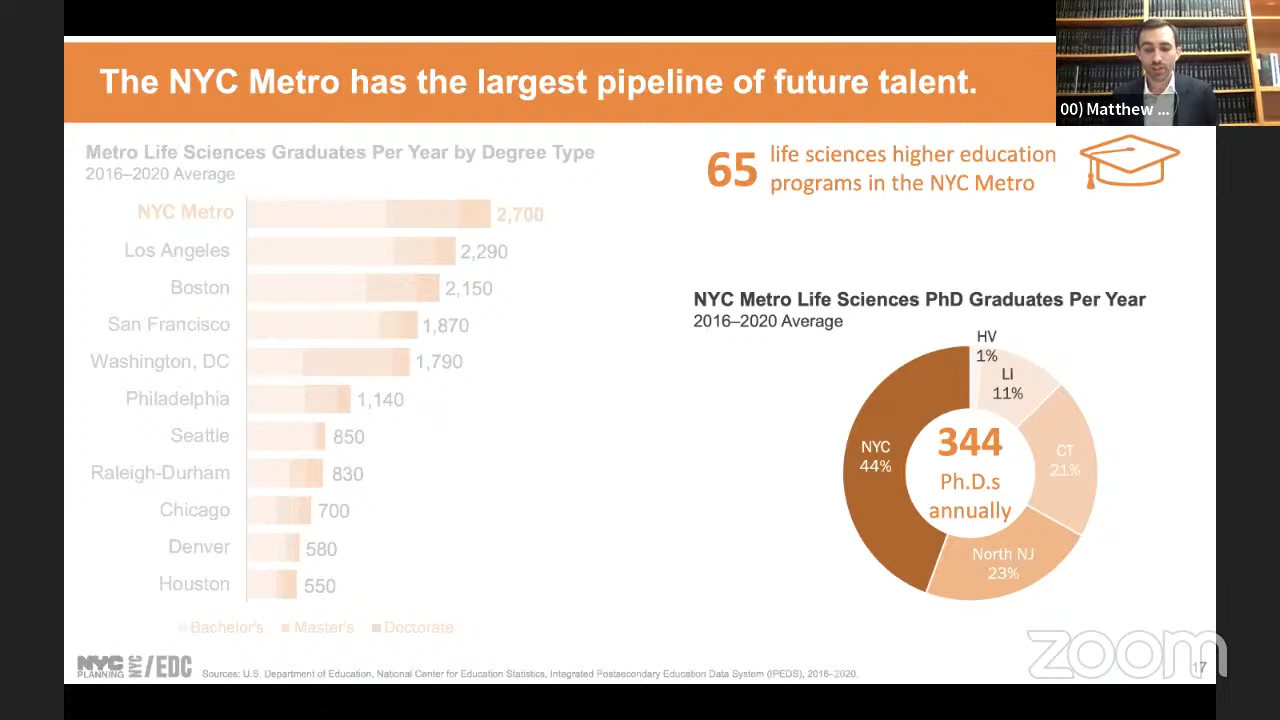 The NYC Metro has the largest pipeline of future talent.
00) Matthew ...
Metro Life Sciences Graduates Per Year by Degree Type
2016–2020 Average
NYC Metro 2,700
Los Angeles 2,290
Boston 2,150
San Francisco 1,870
Washington, DC 1,790
Philadelphia 1,140
Seattle 850
Raleigh-Durham 830
Chicago 700
Denver 580
Houston 550
Bachelor's Master's Doctorate
65 life sciences higher education
programs in the NYC Metro
NYC Metro Life Sciences PhD Graduates Per Year
2016–2020 Average
HV
1%
LI
11%
CT
21%
North NJ
23%
NYC
44%
344
Ph.D.s
annually
NYC
PLANNING
NYC
/EDC
Sources: U.S. Department of Education, National Center for Education Statistics, Integrated Postsecondary Education Data System (IPEDS), 2016–2020.
zoom
17